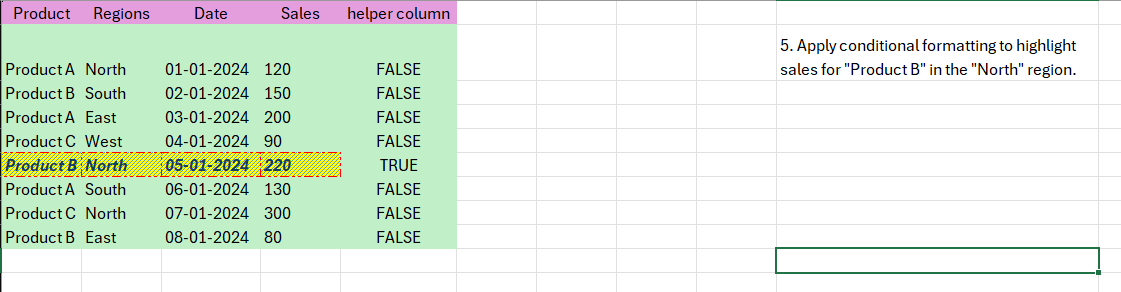 Product Regions Date Sales helper column
5. Apply conditional formatting to highlight
sales for "Product B" in the "North" region.
Product A North 01-01-2024 120 FALSE
Product B South 02-01-2024 150 FALSE
Product A East 03-01-2024 200 FALSE
Product C West 04-01-2024 90 FALSE
Product B North 05-01-2024 220 TRUE
Product A South 06-01-2024 130 FALSE
Product C North 07-01-2024 300 FALSE
Product B East 08-01-2024 80 FALSE